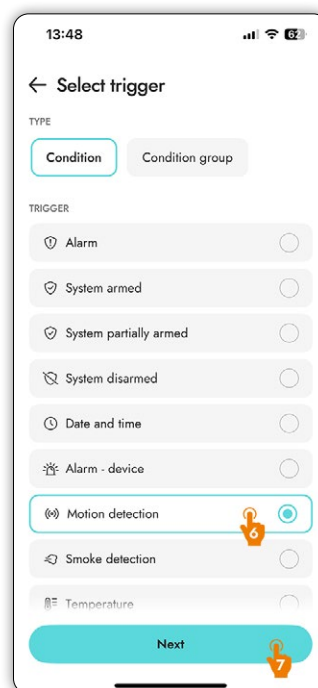 13:48
62
← Select trigger
TYPE
Condition
Condition group
TRIGGER
Alarm
System armed
System partially armed
System disarmed
Date and time
Alarm - device
Motion detection
6
Smoke detection
Temperature
Next
7